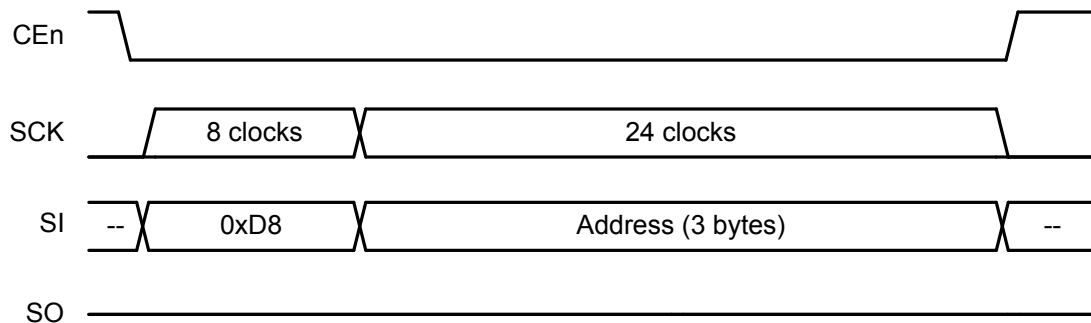 CEn
SCK 8 clocks 24 clocks
SI -- 0xD8 Address (3 bytes) --
SO